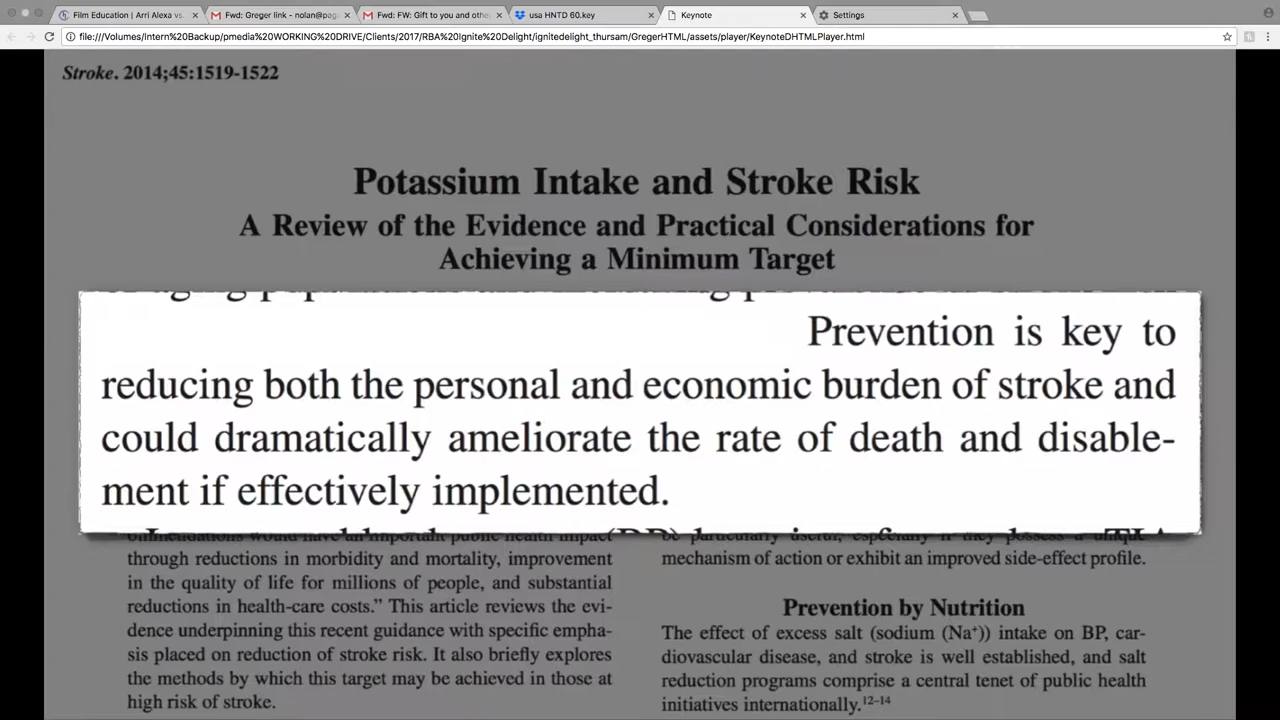 Film Education | Arri Alexa vs.
Fwd: Greger link - nolan@pag
Fwd: FW: Gift to you and othe
usa HNTD 60.key
Keynote
Settings
file:///Volumes/Intern%20Backup/pmedia%20WORKING%20DRIVE/Clients/2017/RBA%20Ignite%20Delight/ignitedelight_thursam/GregerHTML/assets/player/KeynoteDHTMLPlayer.html
Stroke. 2014;45:1519-1522
Potassium Intake and Stroke Risk
A Review of the Evidence and Practical Considerations for
Achieving a Minimum Target
Prevention is key to
reducing both the personal and economic burden of stroke and
could dramatically ameliorate the rate of death and disable-
ment if effectively implemented.
through reductions in morbidity and mortality, improvement
in the quality of life for millions of people, and substantial
reductions in health-care costs.” This article reviews the evi-
dence underpinning this recent guidance with specific empha-
sis placed on reduction of stroke risk. It also briefly explores
the methods by which this target may be achieved in those at
high risk of stroke.
mechanism of action or exhibit an improved side-effect profile.
Prevention by Nutrition
The effect of excess salt (sodium (Na⁺)) intake on BP, car-
diovascular disease, and stroke is well established, and salt
reduction programs comprise a central tenet of public health
initiatives internationally.¹²⁻¹⁴